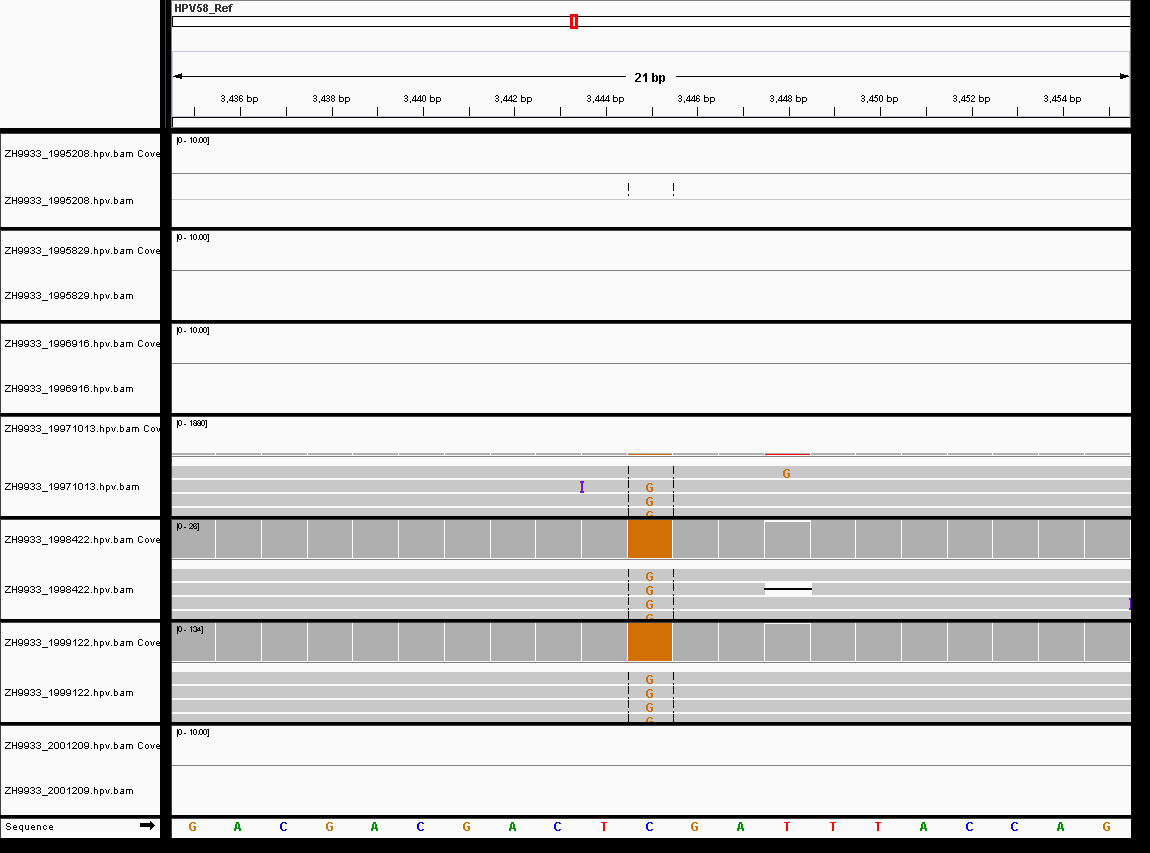 HPV58_Ref
21 bp
3,436 bp 3,438 bp 3,440 bp 3,442 bp 3,444 bp 3,446 bp 3,448 bp 3,450 bp 3,452 bp 3,454 bp
[0 - 10.00]
ZH9933_1995208.hpv.bam Cove
ZH9933_1995208.hpv.bam
[0 - 10.00]
ZH9933_1995829.hpv.bam Cove
ZH9933_1995829.hpv.bam
[0 - 10.00]
ZH9933_1996916.hpv.bam Cove
ZH9933_1996916.hpv.bam
[0 - 1880]
ZH9933_19971013.hpv.bam Cov
G
ZH9933_19971013.hpv.bam I G
G
G
[0 - 26]
ZH9933_1998422.hpv.bam Cove
G
ZH9933_1998422.hpv.bam G
G
G
[0 - 134]
ZH9933_1999122.hpv.bam Cove
G
ZH9933_1999122.hpv.bam G
G
G
[0 - 10.00]
ZH9933_2001209.hpv.bam Cove
ZH9933_2001209.hpv.bam
Sequence G A C G A C G A C T C G A T T T A C C A G